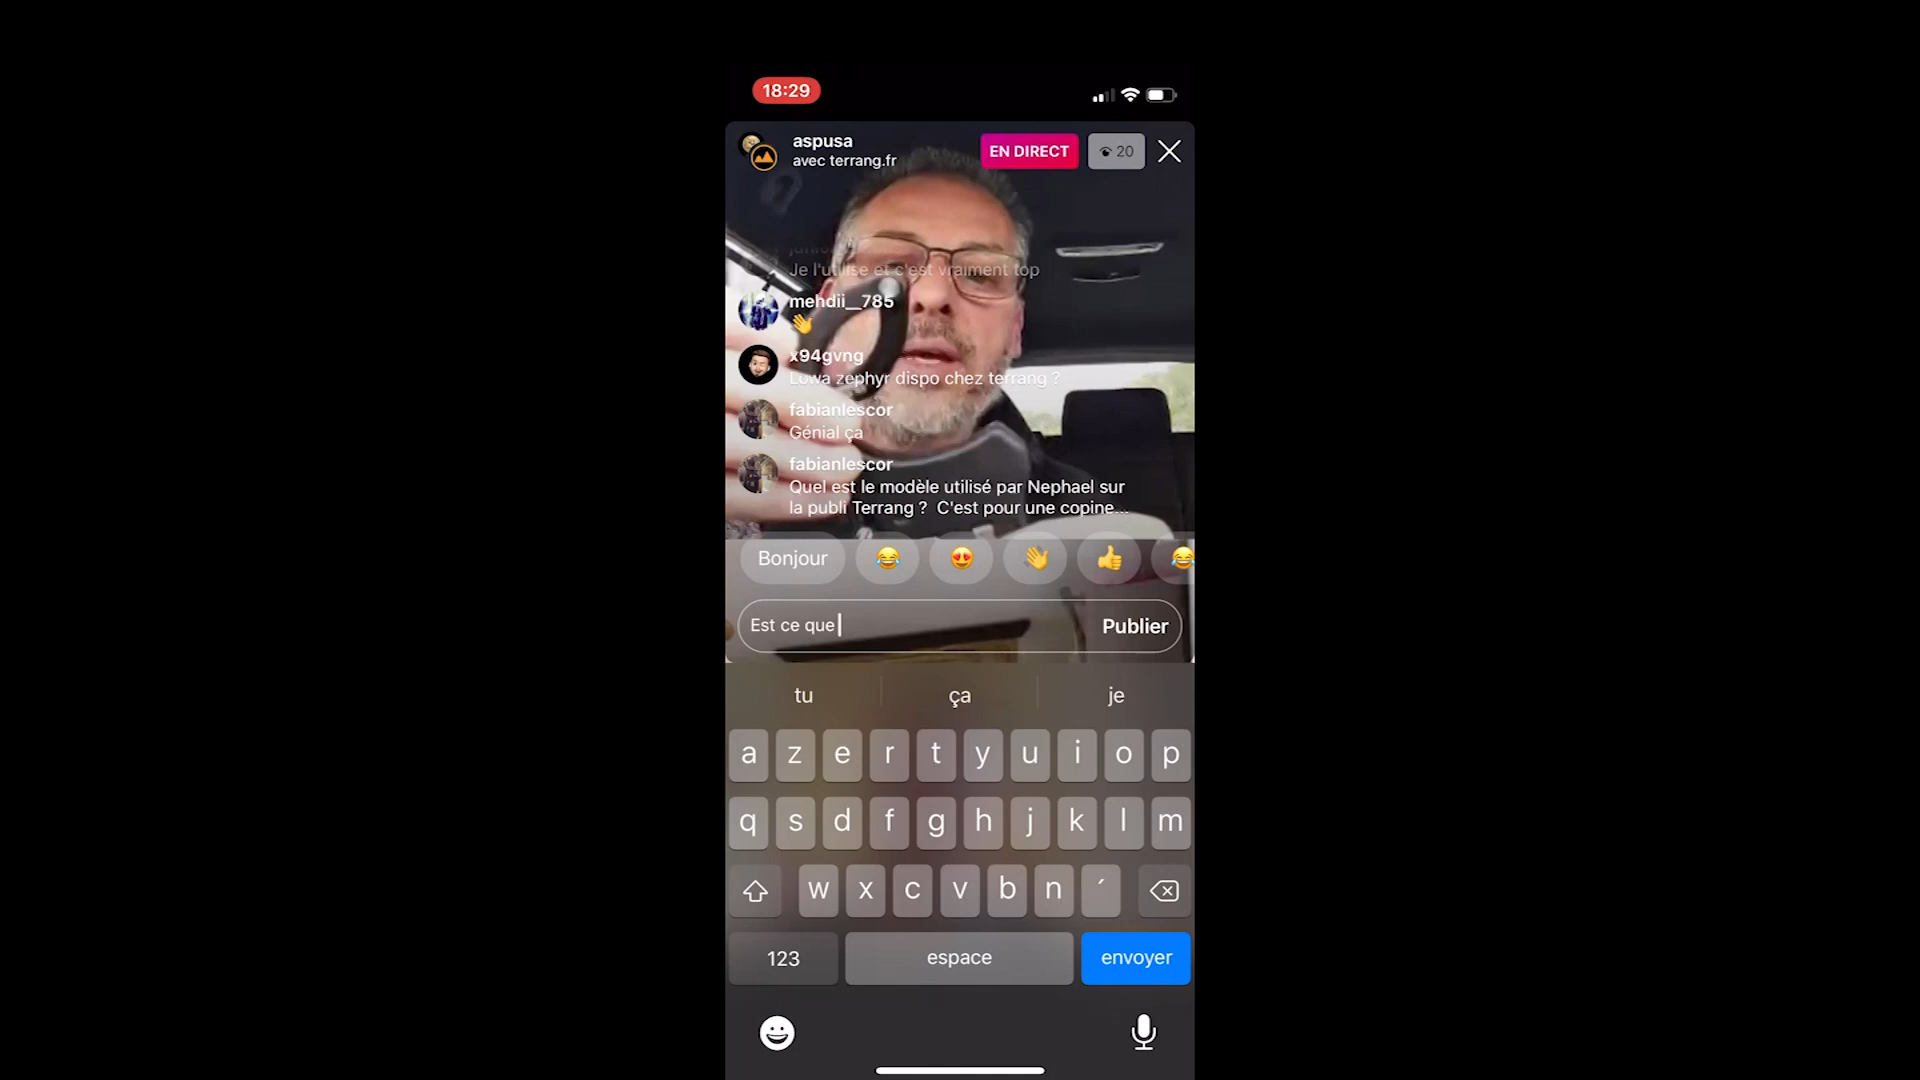 18:29
aspusa
avec terrang.fr
EN DIRECT
20
Je l'utilise et c'est vraiment top
mehdii__785
👋
x94gvng
Luwa zephyr dispo chez terrang ?
fabianlescor
Génial ça
fabianlescor
Quel est le modèle utilisé par Nephael sur
la publi Terrang ?  C'est pour une copine...
Bonjour 😂 😍 👋 👍 😂
Est ce que
Publier
tu ça je
a z e r t y u i o p
q s d f g h j k l m
w x c v b n ´
123 espace envoyer